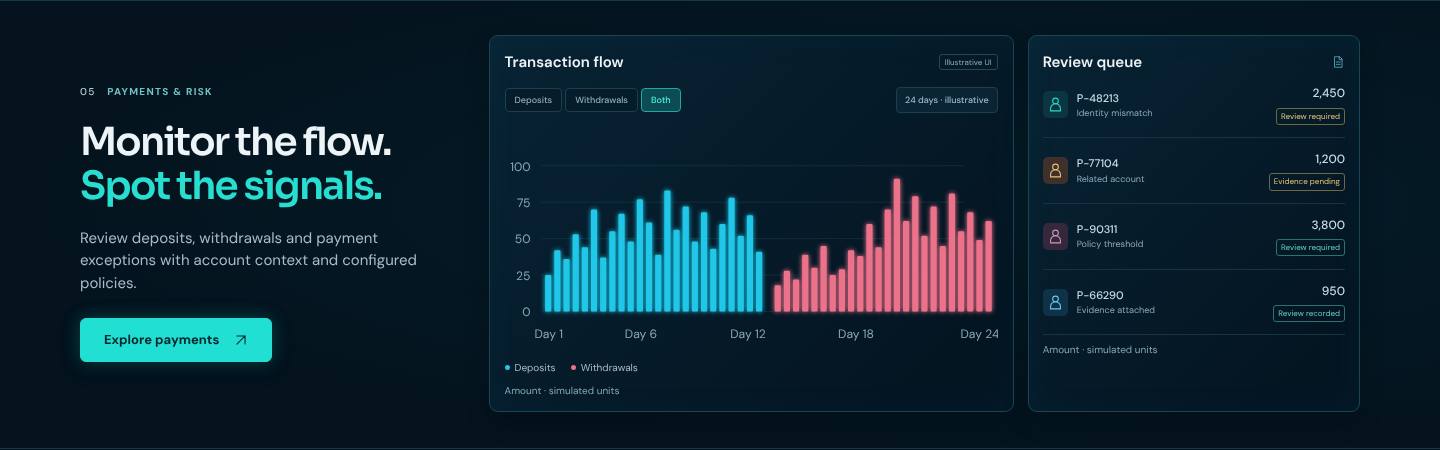 05 PAYMENTS & RISK
Monitor the flow.
Spot the signals.
Review deposits, withdrawals and payment
exceptions with account context and configured
policies.
Explore payments
Transaction flow
Illustrative UI
Deposits Withdrawals Both
24 days · illustrative
100
75
50
25
0
Day 1 Day 6 Day 12 Day 18 Day 24
Deposits Withdrawals
Amount · simulated units
Review queue
P-48213 2,450
Identity mismatch Review required
P-77104 1,200
Related account Evidence pending
P-90311 3,800
Policy threshold Review required
P-66290 950
Evidence attached Review recorded
Amount · simulated units